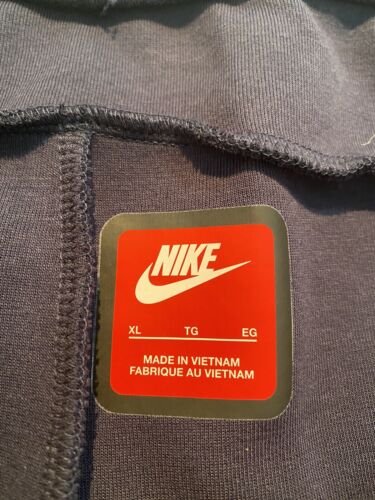 NIKE
XL TG EG
MADE IN VIETNAM
FABRIQUE AU VIETNAM